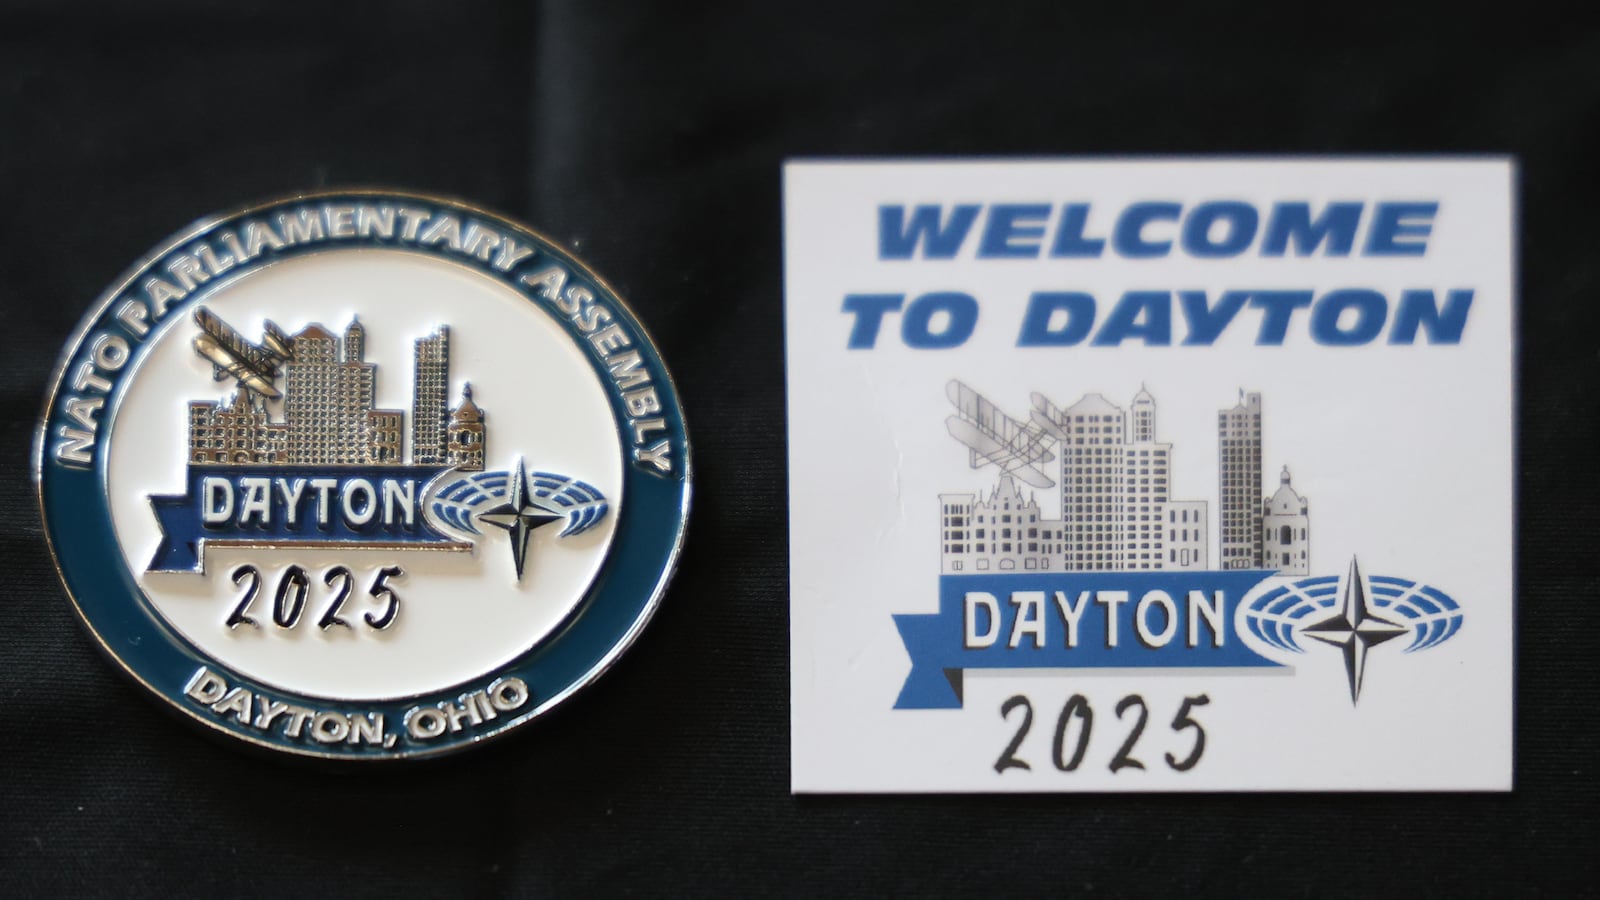 NATO PARLIAMENTARY ASSEMBLY
DAYTON
2025
DAYTON, OHIO
WELCOME
TO DAYTON
DAYTON
2025